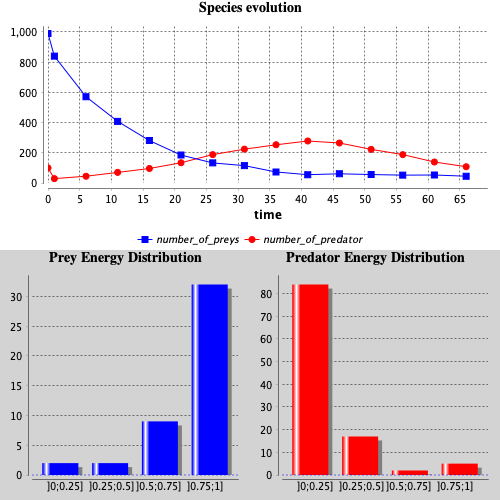 Species evolution
1,000
800
600
400
200
0
0 5 10 15 20 25 30 35 40 45 50 55 60 65
time
number_of_preys number_of_predator
Prey Energy Distribution
30
25
20
15
10
5
0
]0;0.25] ]0.25;0.5] ]0.5;0.75] ]0.75;1]
Predator Energy Distribution
80
70
60
50
40
30
20
10
0
]0;0.25] ]0.25;0.5] ]0.5;0.75] ]0.75;1]